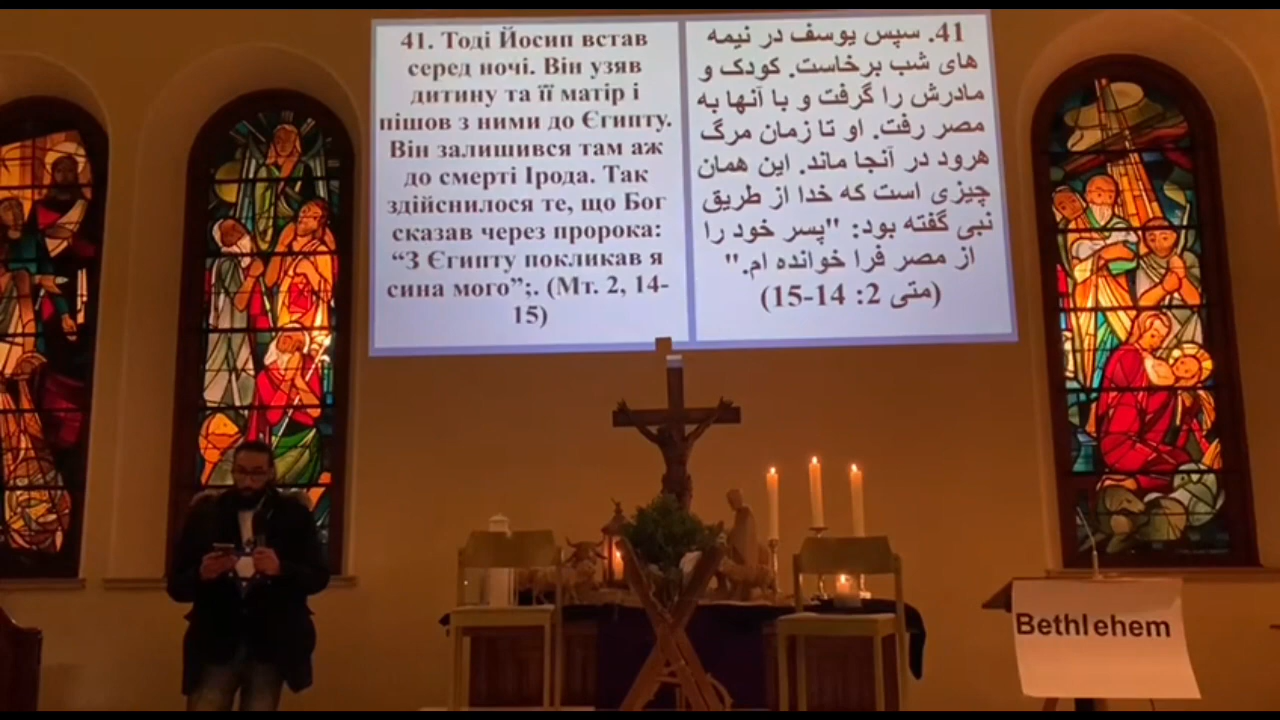 41. Тоді Йосип встав
серед ночі. Він узяв
дитину та її матір і
пішов з ними до Єгипту.
Він залишився там аж
до смерті Ірода. Так
здійснилося те, що Бог
сказав через пророка:
“З Єгипту покликав я
сина мого”;. (Мт. 2, 14-
15)
41. سپس یوسف در نیمه
های شب برخاست. کودک و
مادرش را گرفت و با آنها به
مصر رفت. او تا زمان مرگ
هرود در آنجا ماند. این همان
چیزی است که خدا از طریق
نبی گفته بود: "پسر خود را
از مصر فرا خوانده ام."
(متی 2: 14-15)
Bethlehem